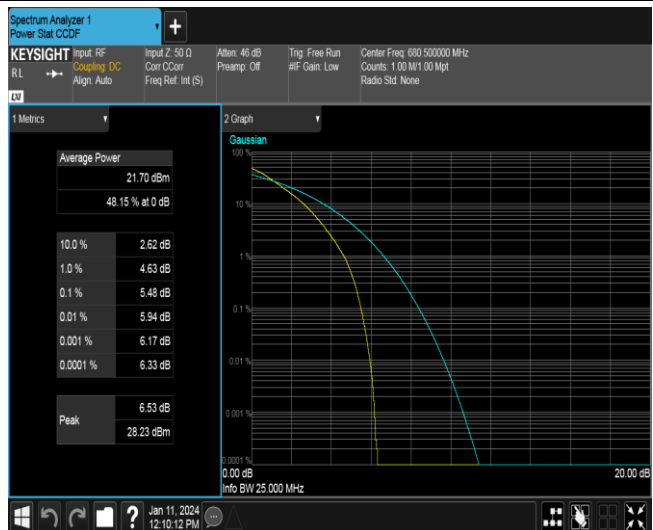 Spectrum Analyzer 1
Power Stat CCDF
+
KEYSIGHT
RL
LXI
Input: RF
Coupling: DC
Align: Auto
Input Z: 50 Ω
Corr CCorr
Freq Ref: Int (S)
Atten: 46 dB
Preamp: Off
Trig: Free Run
#IF Gain: Low
Center Freq: 680.500000 MHz
Counts: 1.00 M/1.00 Mpt
Radio Std: None
1 Metrics
Average Power
21.70 dBm
48.15 % at 0 dB
10.0 % 2.62 dB
1.0 % 4.63 dB
0.1 % 5.48 dB
0.01 % 5.94 dB
0.001 % 6.17 dB
0.0001 % 6.33 dB
Peak
6.53 dB
28.23 dBm
2 Graph
Gaussian
100 %
10 %
1 %
0.1 %
0.01 %
0.001 %
0.0001 %
0.00 dB
20.00 dB
Info BW 25.000 MHz
?
Jan 11, 2024
12:10:12 PM